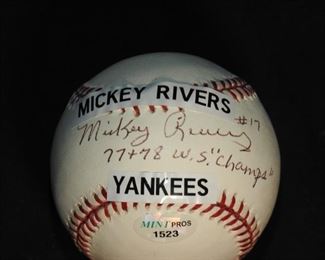 MICKEY RIVERS
Mickey Rivers #17
77+78 W.S. "Champs"
YANKEES
MINT PROS
1523